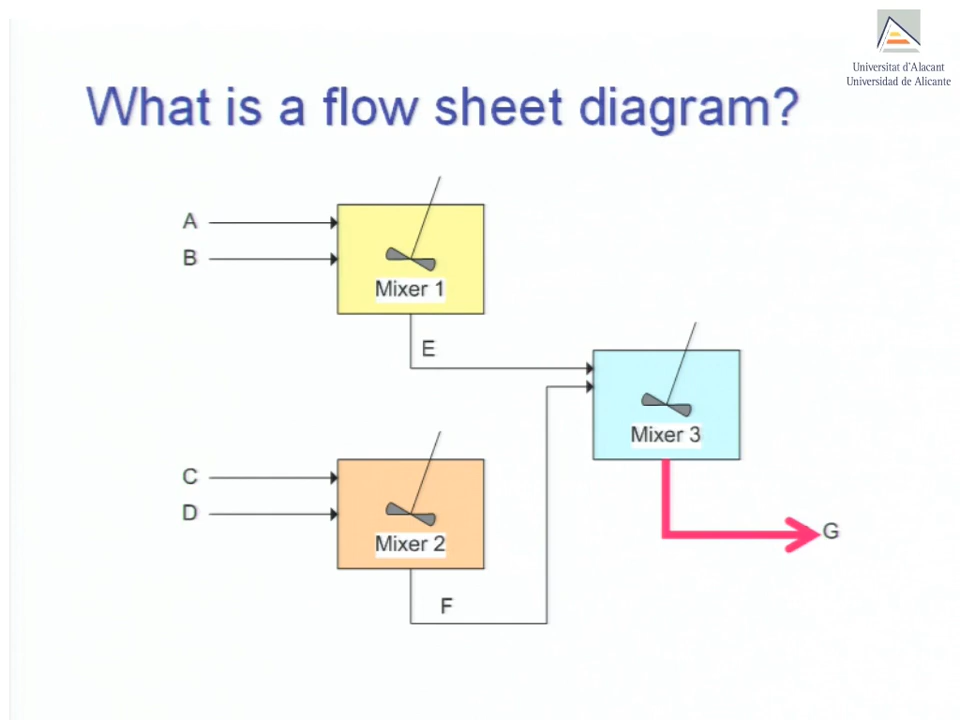 Universitat d'Alacant
Universidad de Alicante
What is a flow sheet diagram?
A
B
Mixer 1
E
Mixer 3
C
D
Mixer 2
G
F